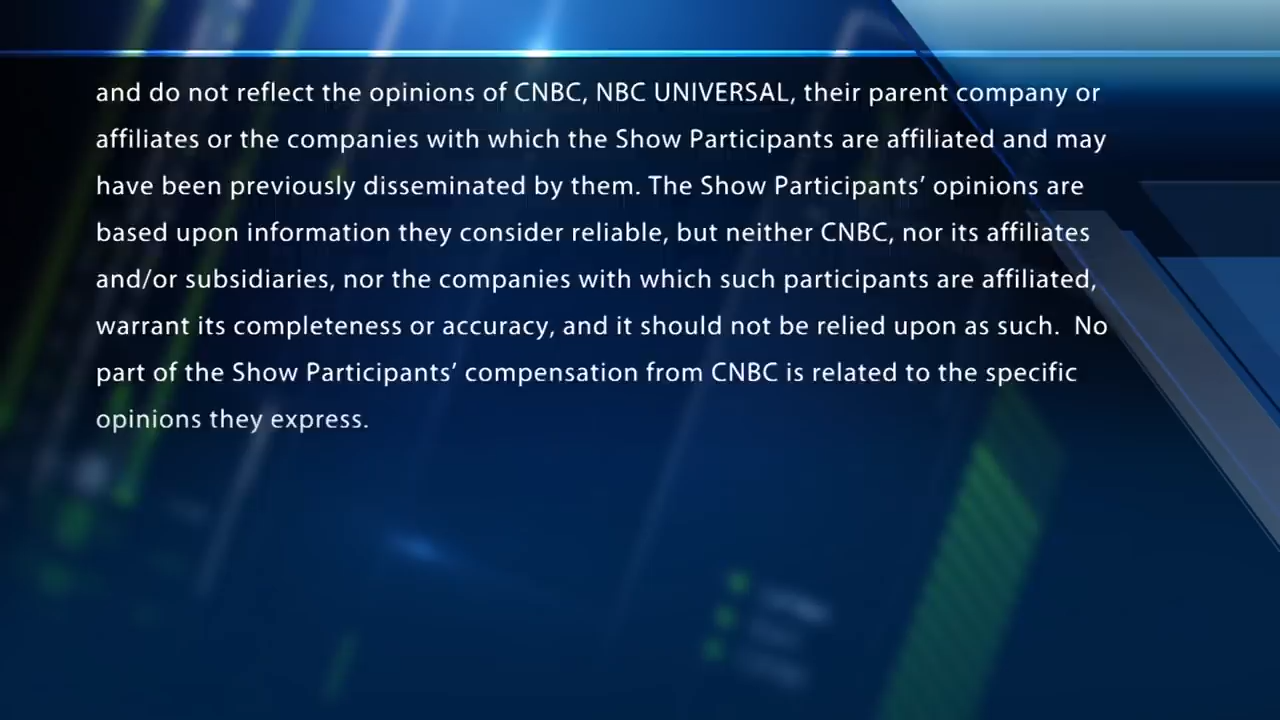 and do not reflect the opinions of CNBC, NBC UNIVERSAL, their parent company or
affiliates or the companies with which the Show Participants are affiliated and may
have been previously disseminated by them. The Show Participants’ opinions are
based upon information they consider reliable, but neither CNBC, nor its affiliates
and/or subsidiaries, nor the companies with which such participants are affiliated,
warrant its completeness or accuracy, and it should not be relied upon as such.  No
part of the Show Participants’ compensation from CNBC is related to the specific
opinions they express.